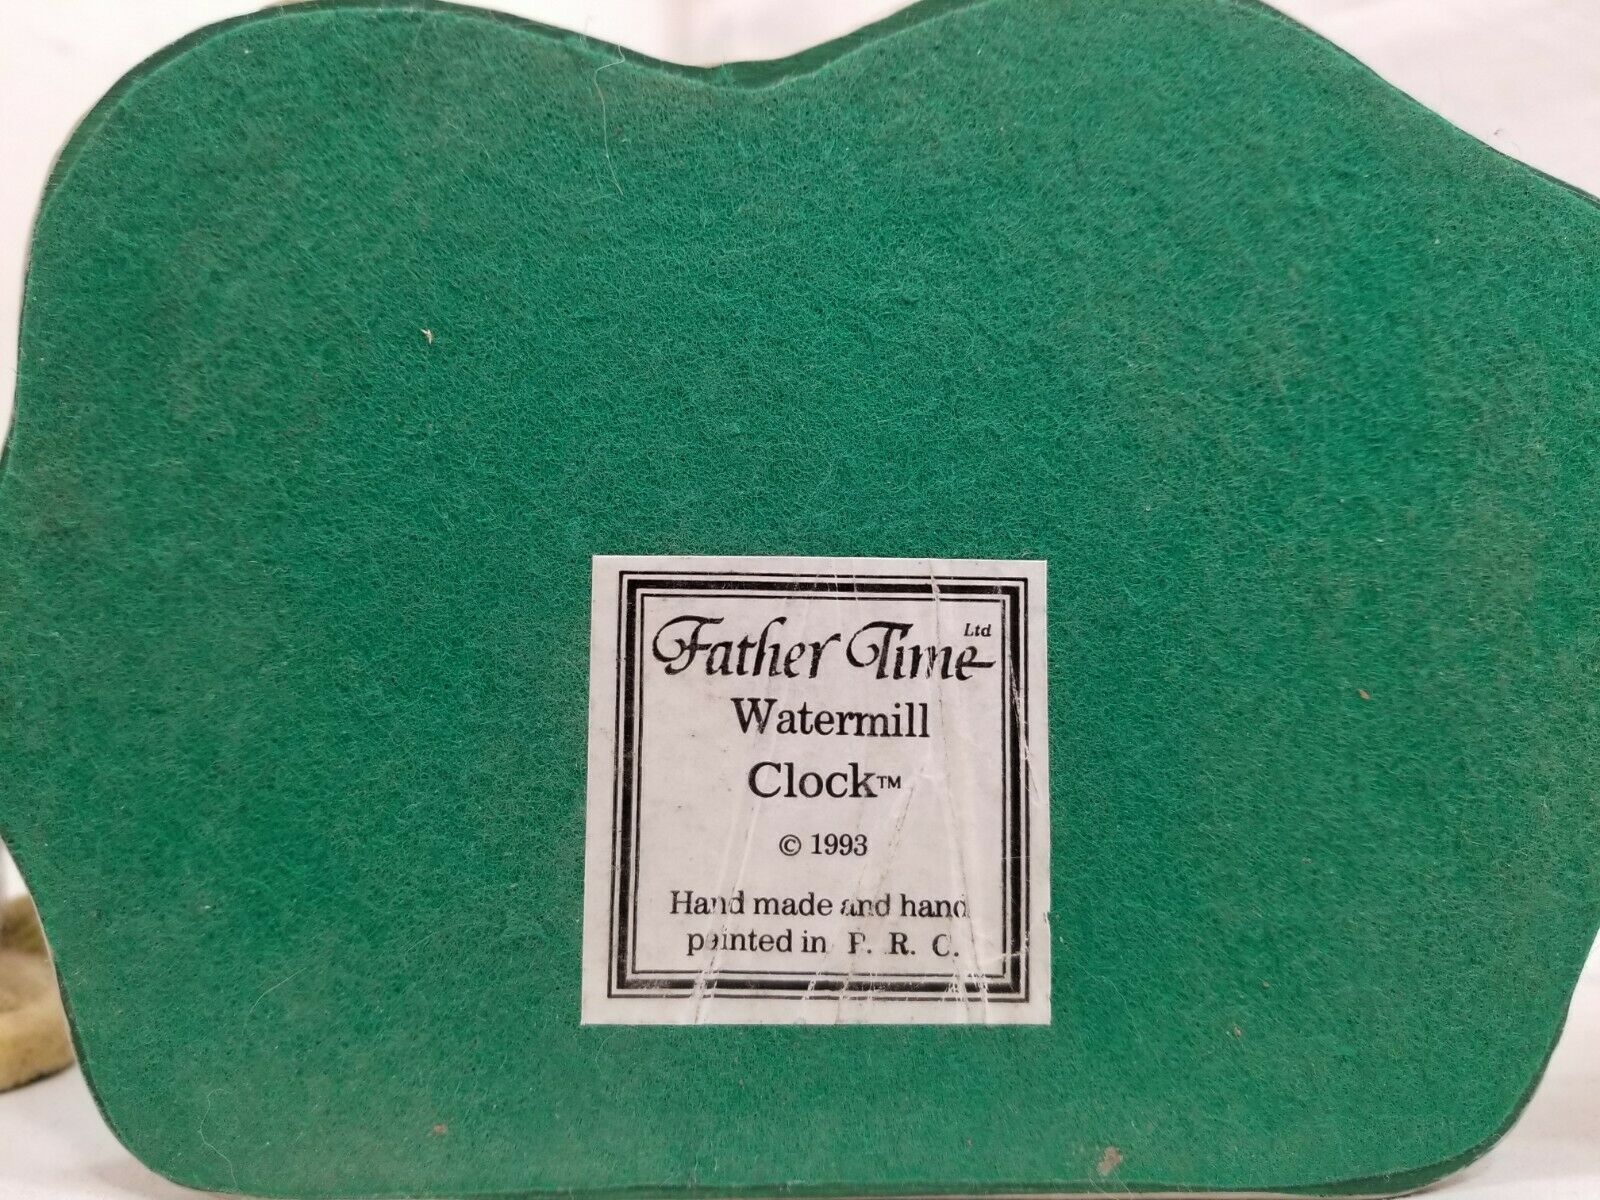 Father Time Ltd
Watermill
Clock™
© 1993
Hand made and hand
painted in P. R. C.